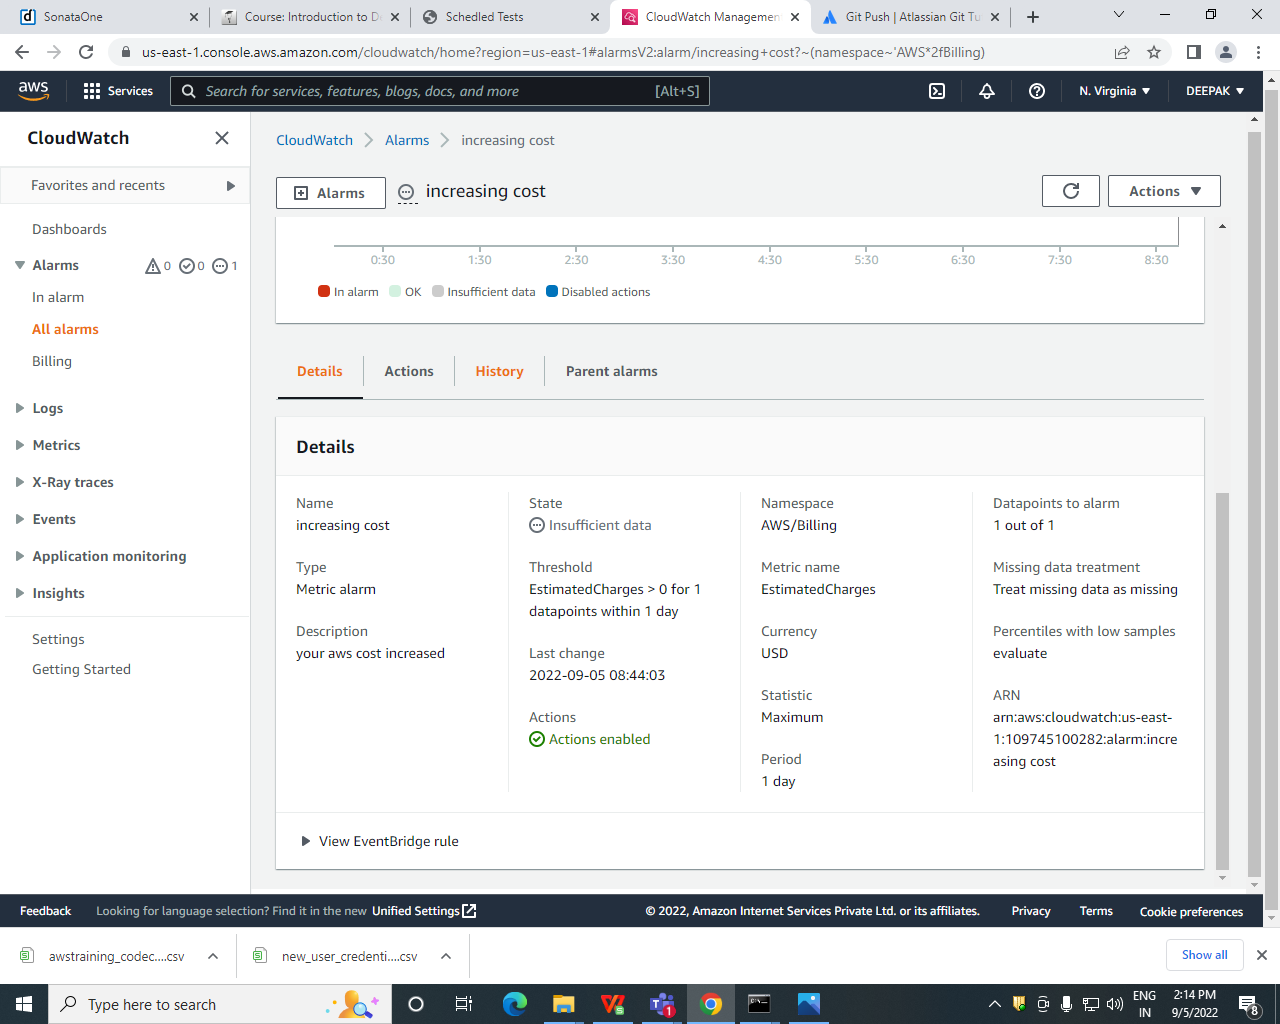 SonataOne
Course: Introduction to D
Schedled Tests
CloudWatch Managemen
Git Push | Atlassian Git Tu
us-east-1.console.aws.amazon.com/cloudwatch/home?region=us-east-1#alarmsV2:alarm/increasing+cost?~(namespace~'AWS*2fBilling)
aws
Services
Search for services, features, blogs, docs, and more
[Alt+S]
N. Virginia
DEEPAK
CloudWatch
Favorites and recents
Dashboards
Alarms
0
0
1
In alarm
All alarms
Billing
Logs
Metrics
X-Ray traces
Events
Application monitoring
Insights
Settings
Getting Started
CloudWatch
Alarms
increasing cost
Alarms
increasing cost
Actions
0:30
1:30
2:30
3:30
4:30
5:30
6:30
7:30
8:30
In alarm
OK
Insufficient data
Disabled actions
Details
Actions
History
Parent alarms
Details
Name
increasing cost
Type
Metric alarm
Description
your aws cost increased
State
Insufficient data
Threshold
EstimatedCharges > 0 for 1
datapoints within 1 day
Last change
2022-09-05 08:44:03
Actions
Actions enabled
Namespace
AWS/Billing
Metric name
EstimatedCharges
Currency
USD
Statistic
Maximum
Period
1 day
Datapoints to alarm
1 out of 1
Missing data treatment
Treat missing data as missing
Percentiles with low samples
evaluate
ARN
arn:aws:cloudwatch:us-east-
1:109745100282:alarm:incre
asing cost
View EventBridge rule
Feedback
Looking for language selection? Find it in the new Unified Settings
© 2022, Amazon Internet Services Private Ltd. or its affiliates.
Privacy
Terms
Cookie preferences
awstraining_codec....csv
new_user_credenti....csv
Show all
Type here to search
1
ENG
IN
2:14 PM
9/5/2022
8